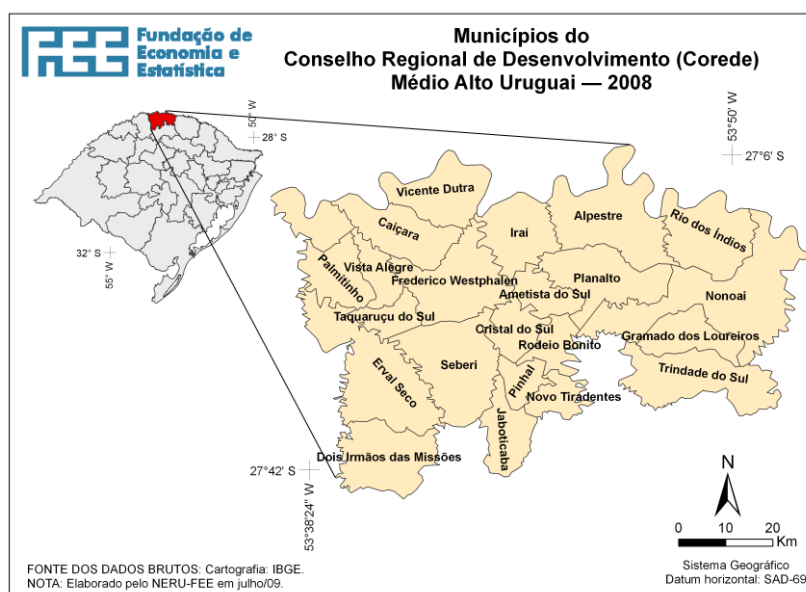 FEE
Fundação de
Economia e
Estatística
Municípios do
Conselho Regional de Desenvolvimento (Corede)
Médio Alto Uruguai — 2008
50° W
28° S
32° S
55° W
53°50' W
27°6' S
Vicente Dutra
Caiçara
Iraí
Alpestre
Rio dos Índios
Palmitinho
Vista Alegre
Frederico Westphalen
Planalto
Ametista do Sul
Nonoai
Taquaruçu do Sul
Cristal do Sul
Rodeio Bonito
Gramado dos Loureiros
Erval Seco
Seberi
Pinhal
Trindade do Sul
Novo Tiradentes
Jaboticaba
Dois Irmãos das Missões
27°42' S
53°38'24" W
N
0 10 20
Km
Sistema Geográfico
Datum horizontal: SAD-69
FONTE DOS DADOS BRUTOS: Cartografia: IBGE.
NOTA: Elaborado pelo NERU-FEE em julho/09.